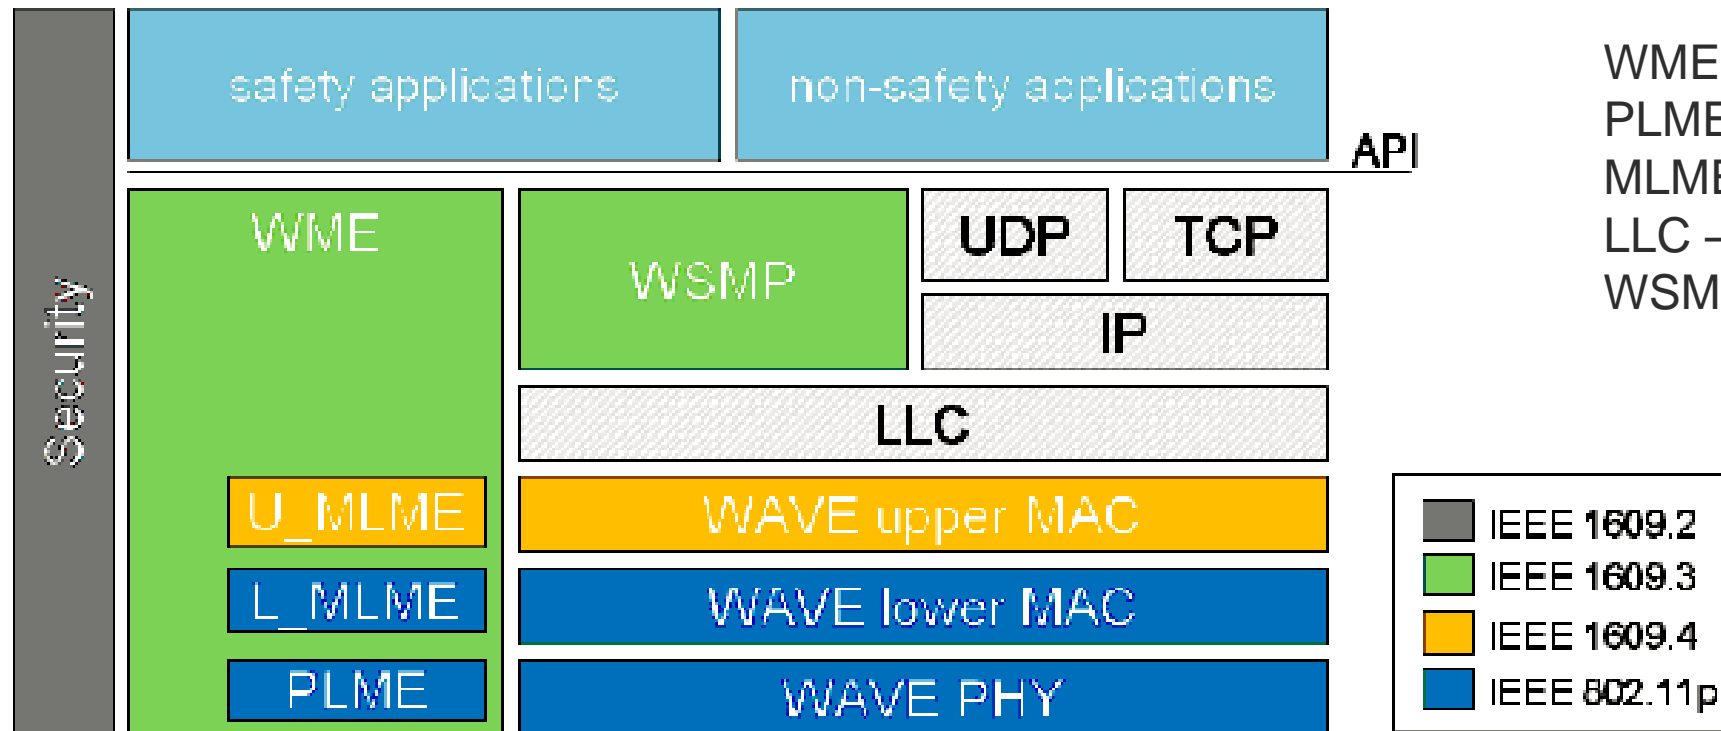 safety applications
non-safety applications
API
Security
WME
WSMP
UDP
TCP
IP
LLC
U_MLME
WAVE upper MAC
L_MLME
WAVE lower MAC
PLME
WAVE PHY
WME
PLME
MLME
LLC –
WSM
IEEE 1609.2
IEEE 1609.3
IEEE 1609.4
IEEE 802.11p